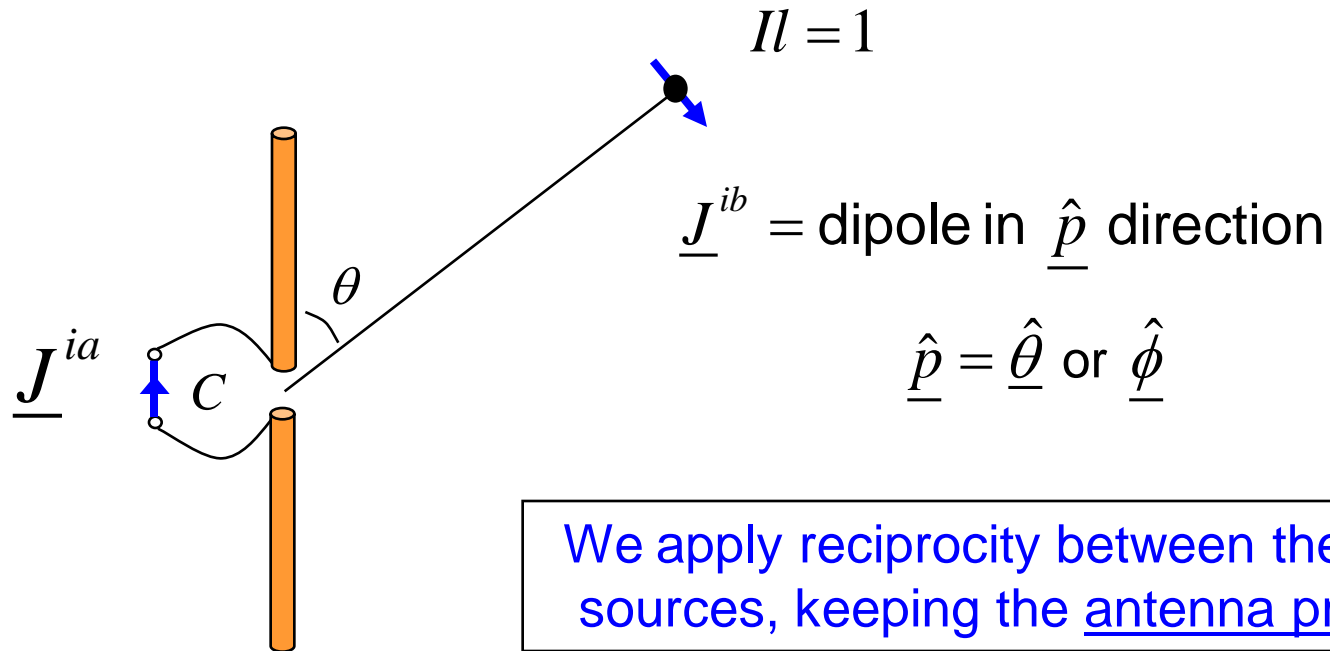 Il = 1
J^{ib} = dipole in p̂ direction
θ
J^{ia}
C
p̂ = θ̂ or ϕ̂
We apply reciprocity between the
sources, keeping the antenna